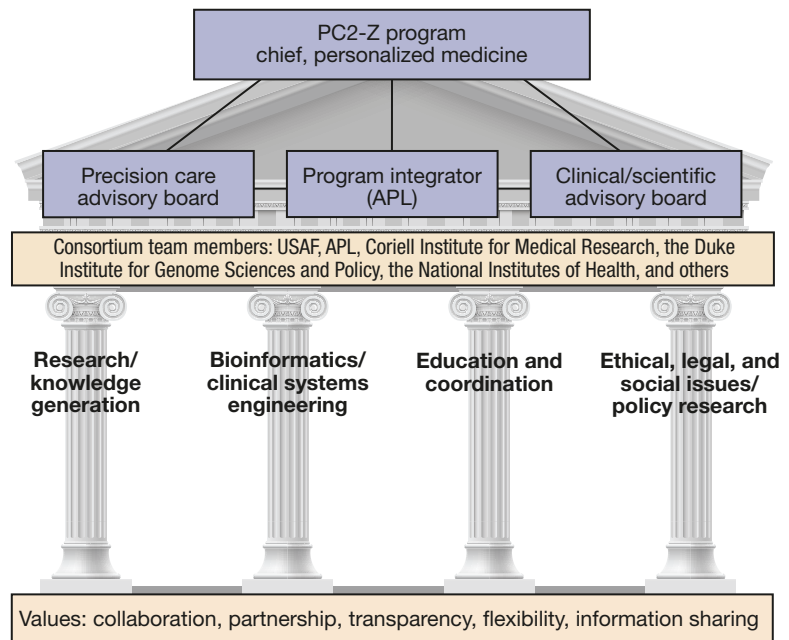 PC2-Z program
chief, personalized medicine
Precision care
advisory board
Program integrator
(APL)
Clinical/scientific
advisory board
Consortium team members: USAF, APL, Coriell Institute for Medical Research, the Duke
Institute for Genome Sciences and Policy, the National Institutes of Health, and others
Research/
knowledge
generation
Bioinformatics/
clinical systems
engineering
Education and
coordination
Ethical, legal, and
social issues/
policy research
Values: collaboration, partnership, transparency, flexibility, information sharing